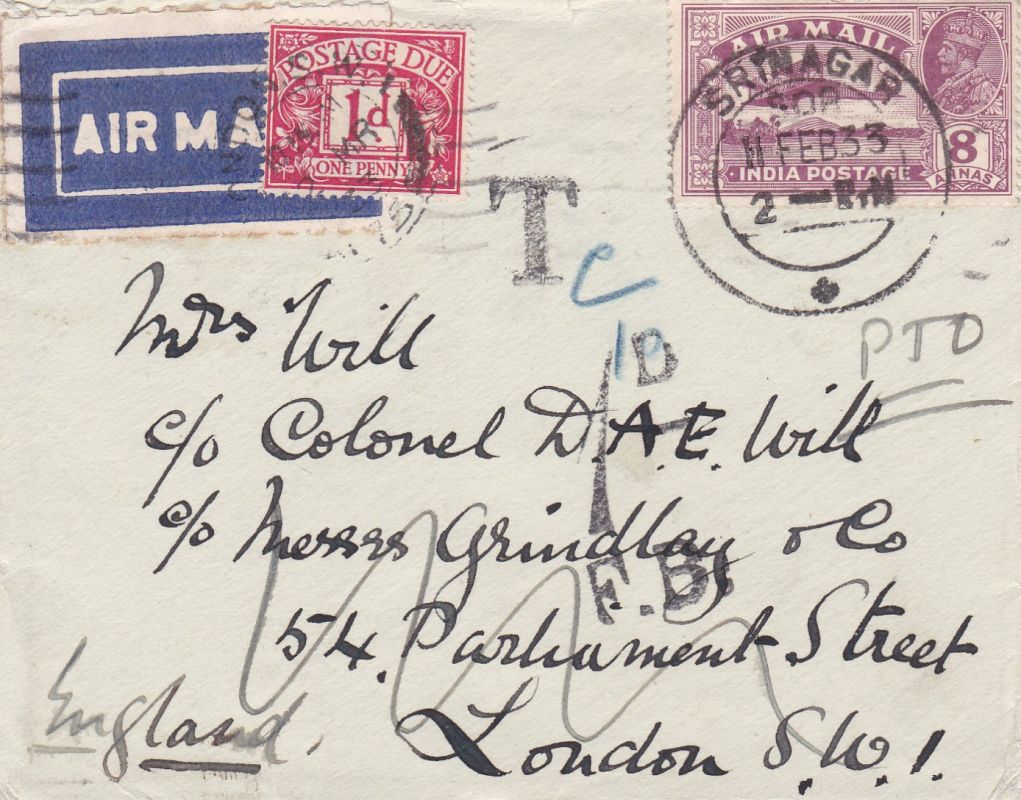 AIR MA
POSTAGE DUE
1d
ONE PENNY
AIR MAIL
INDIA POSTAGE
8
ANNAS
SRINAGAR
11 FEB 33
2
T
PTO
1D
F.B.
Mrs Will
c/o Colonel D.A.E. Will
c/o Messrs Grindlay & Co
54. Parliament Street
London S.W.1.
England.